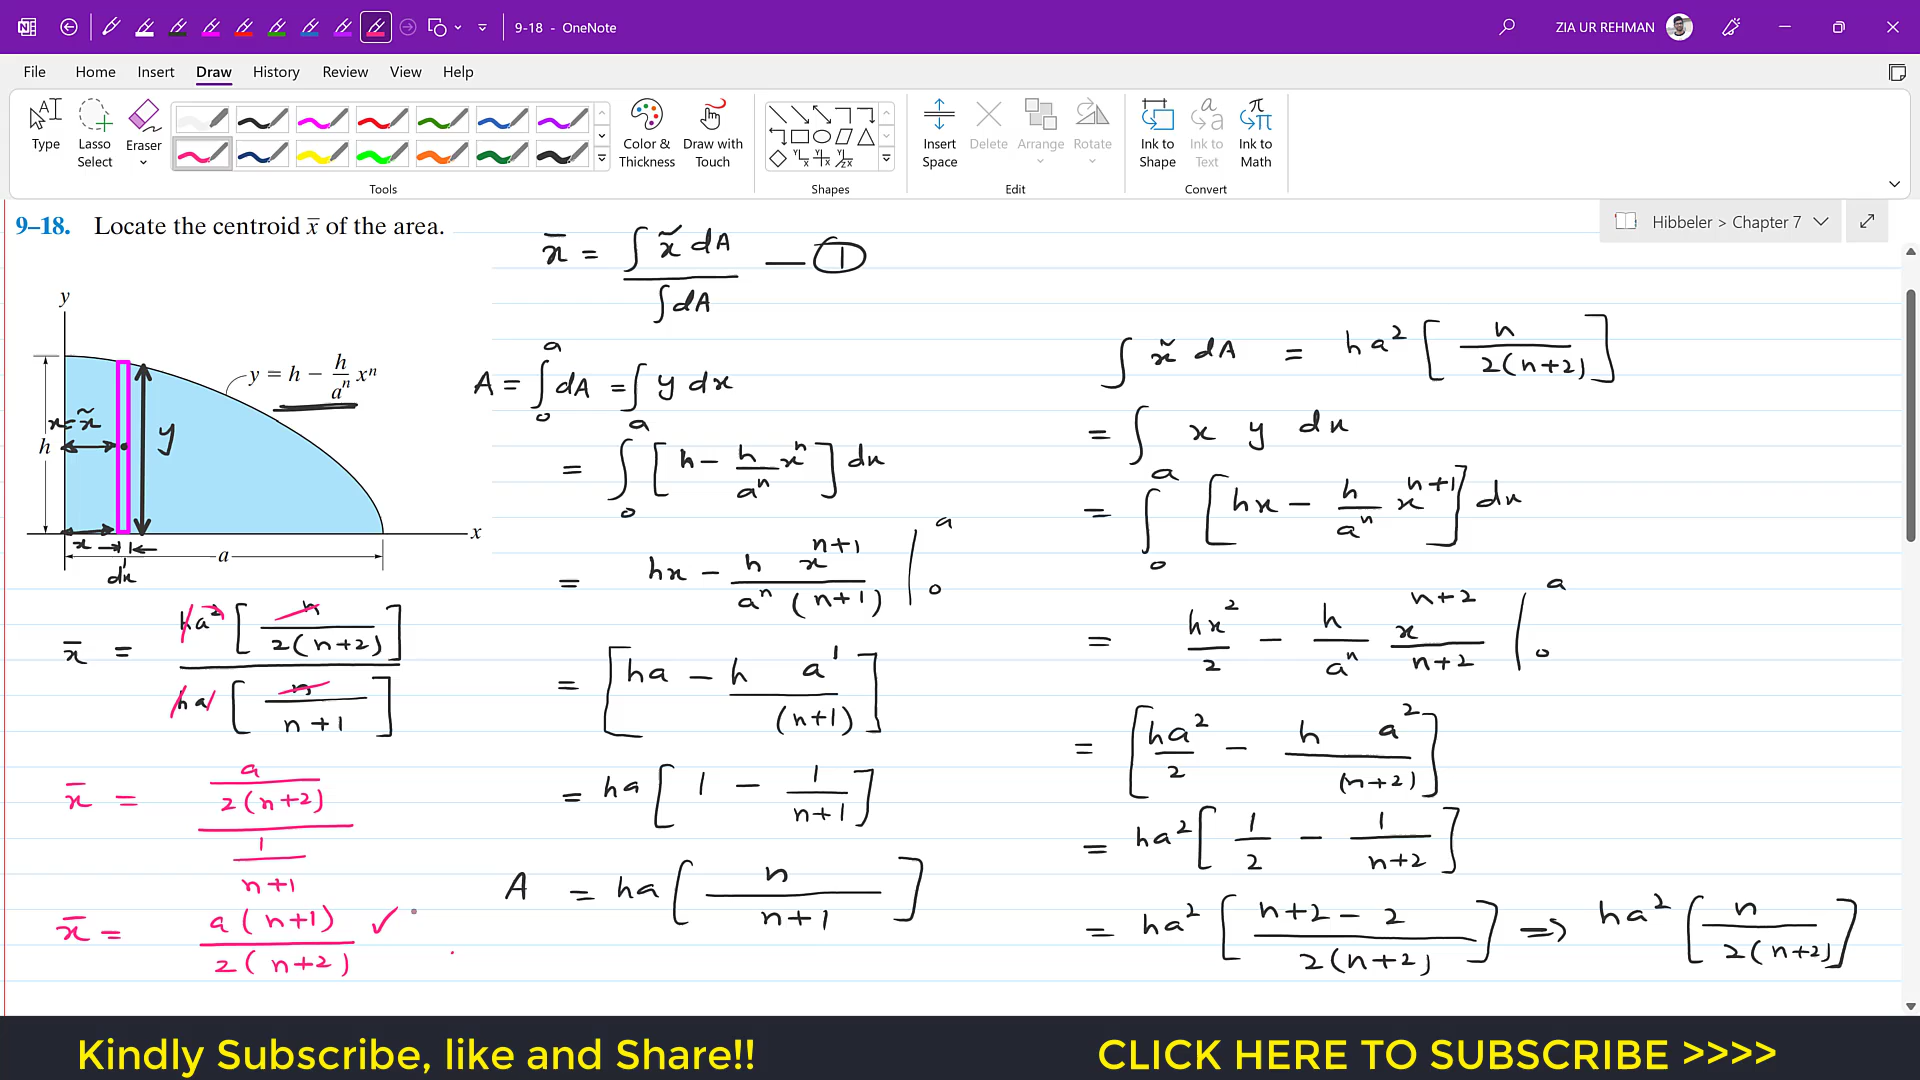 9-18 - OneNote
ZIA UR REHMAN
File Home Insert Draw History Review View Help
Type
Lasso Select
Eraser
Color & Thickness
Draw with Touch
Insert Space
Delete
Arrange
Rotate
Ink to Shape
Ink to Text
Ink to Math
Tools
Shapes
Edit
Convert
Hibbeler > Chapter 7
9–18. Locate the centroid x̄ of the area.
y
y = h − h/aⁿ xⁿ
x = x̃
h
y
x
x
a
dx
x̄ = ha² [ n / 2(n+2) ] / ha [ n / n+1 ]
x̄ = a / 2(n+2) / 1 / n+1
x̄ = a(n+1) / 2(n+2) ✓
x̄ = ∫ x̃ dA / ∫ dA — ①
A = ∫₀ᵃ dA = ∫ y dx
= ∫₀ᵃ [ h − h/aⁿ xⁿ ] dx
= hx − h/aⁿ xⁿ⁺¹/(n+1) |₀ᵃ
= [ ha − h a¹/(n+1) ]
= ha [ 1 − 1/n+1 ]
A = ha [ n / n+1 ]
∫ x̃ dA = ha² [ n / 2(n+2) ]
= ∫ x y dx
= ∫₀ᵃ [ hx − h/aⁿ xⁿ⁺¹ ] dx
= hx²/2 − h/aⁿ xⁿ⁺²/n+2 |₀ᵃ
= [ ha²/2 − h a²/(n+2) ]
= ha² [ 1/2 − 1/n+2 ]
= ha² [ n+2−2 / 2(n+2) ] ⇒ ha² [ n / 2(n+2) ]
Kindly Subscribe, like and Share!!
CLICK HERE TO SUBSCRIBE >>>>